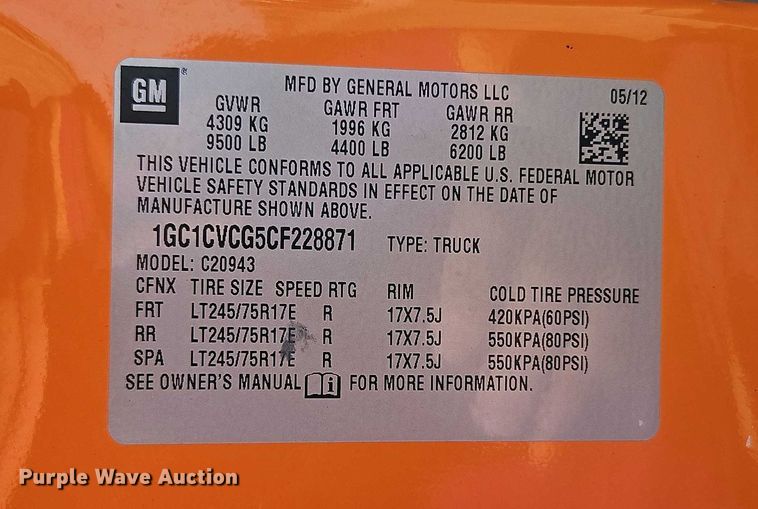 GM®
MFD BY GENERAL MOTORS LLC 05/12
GVWR GAWR FRT GAWR RR
4309 KG 1996 KG 2812 KG
9500 LB 4400 LB 6200 LB
THIS VEHICLE CONFORMS TO ALL APPLICABLE U.S. FEDERAL MOTOR
VEHICLE SAFETY STANDARDS IN EFFECT ON THE DATE OF
MANUFACTURE SHOWN ABOVE.
1GC1CVCG5CF228871 TYPE: TRUCK
MODEL: C20943
CFNX TIRE SIZE SPEED RTG RIM COLD TIRE PRESSURE
FRT LT245/75R17E R 17X7.5J 420KPA(60PSI)
RR LT245/75R17E R 17X7.5J 550KPA(80PSI)
SPA LT245/75R17E R 17X7.5J 550KPA(80PSI)
SEE OWNER'S MANUAL FOR MORE INFORMATION.
Purple Wave Auction